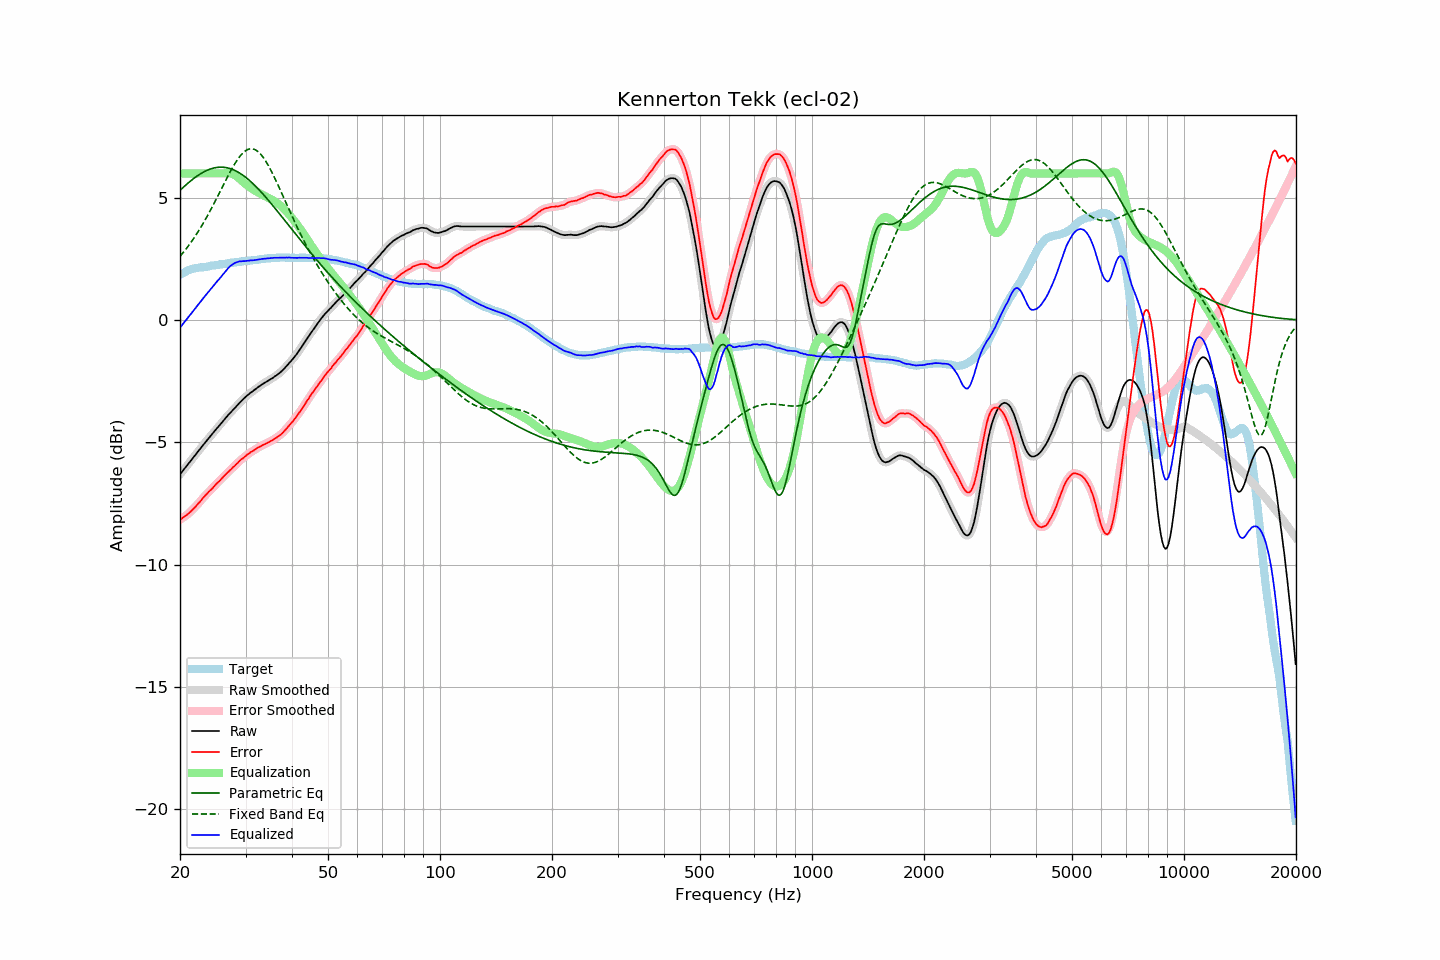 Kennerton Tekk (ecl-02)
Amplitude (dBr)
5
0
−5
−10
−15
−20
Target
Raw Smoothed
Error Smoothed
Raw
Error
Equalization
Parametric Eq
Fixed Band Eq
Equalized
20 50 100 200 500 1000 2000 5000 10000 20000
Frequency (Hz)